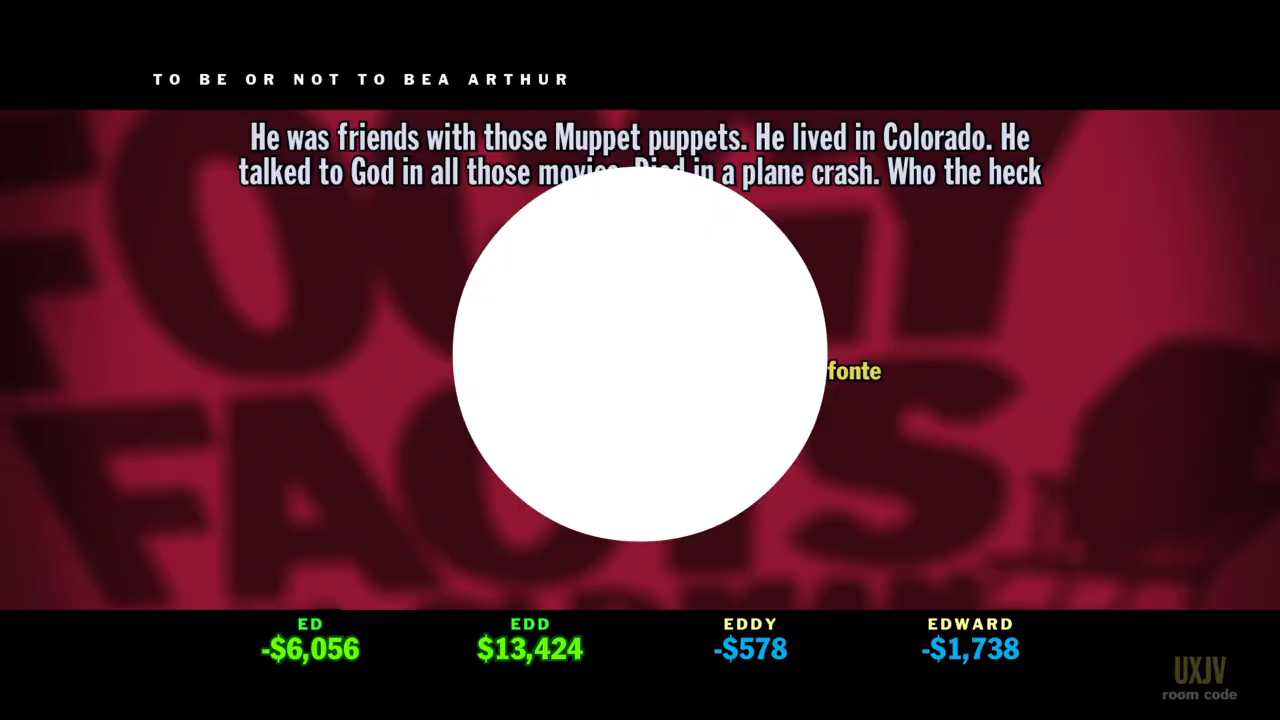 TO BE OR NOT TO BEA ARTHUR
He was friends with those Muppet puppets. He lived in Colorado. He
talked to God in all those movies. Died in a plane crash. Who the heck
fonte
ED
EDD
EDDY
EDWARD
-$6,056
$13,424
-$578
-$1,738
UXJV
room code